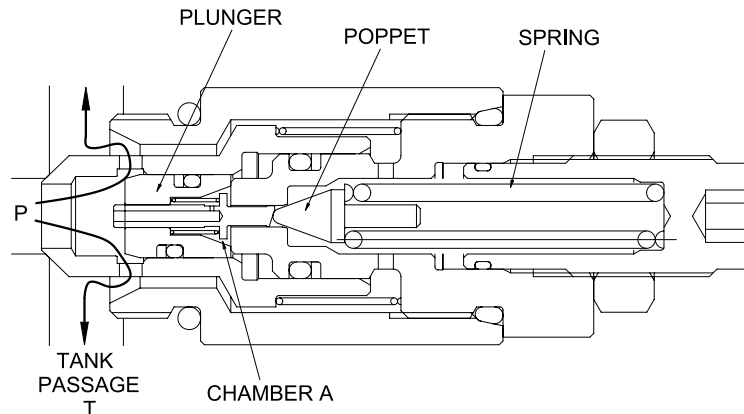 PLUNGER
POPPET
SPRING
P
TANK
PASSAGE
T
CHAMBER A